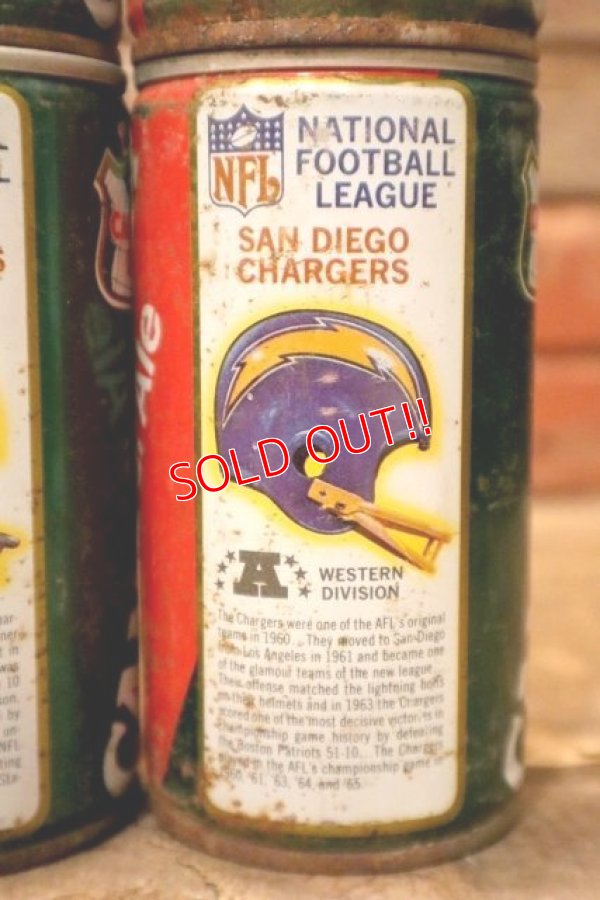 NFL
NATIONAL
FOOTBALL
LEAGUE
SAN DIEGO
CHARGERS
Ale
SOLD OUT!!
A
WESTERN
DIVISION
The Chargers were one of the AFL's original
teams in 1960... They moved to San Diego
from Los Angeles in 1961 and became one
of the glamour teams of the new league...
Their offense matched the lightning bolts
on their helmets and in 1963 the Chargers
scored one of the most decisive victories in
championship game history by defeating
the Boston Patriots 51-10... The Chargers
played in the AFL's championship game in
1960, '61, '63, '64, and '65.